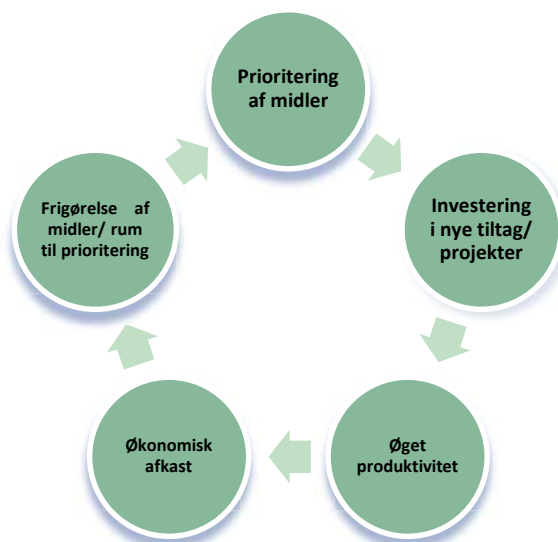 Prioritering
af midler
Investering
i nye tiltag/
projekter
Øget
produktivitet
Økonomisk
afkast
Frigørelse af
midler/ rum
til prioritering